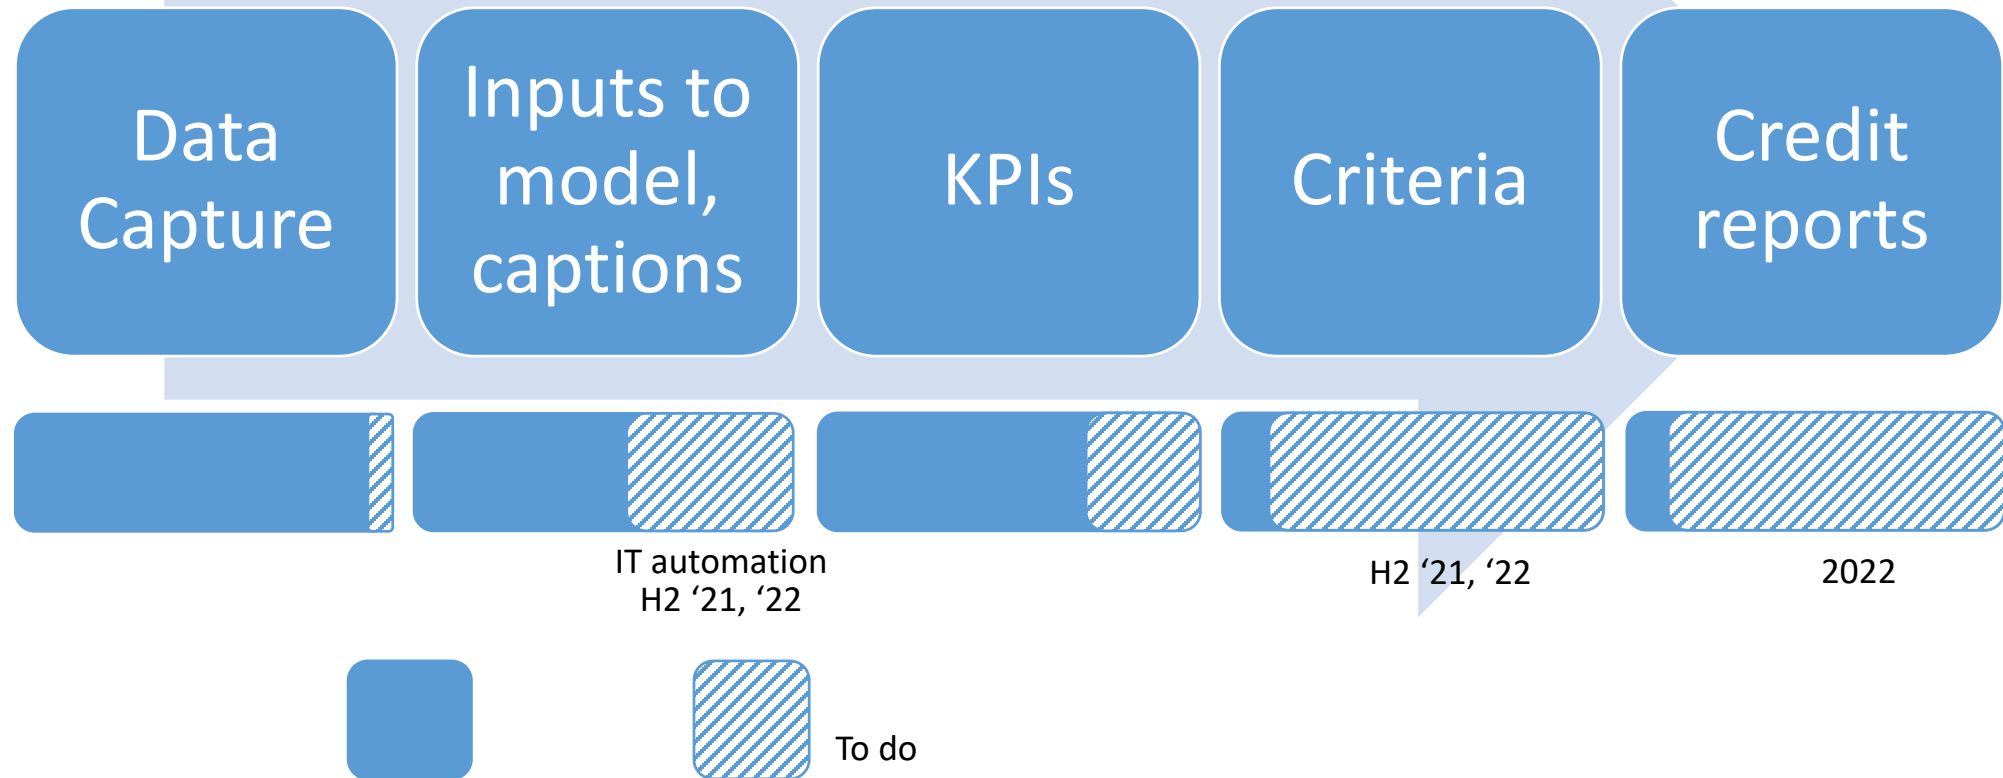 Data
Capture
Inputs to
model,
captions
KPIs
Criteria
Credit
reports
IT automation
H2 ‘21, ‘22
H2 ‘21, ‘22
2022
To do